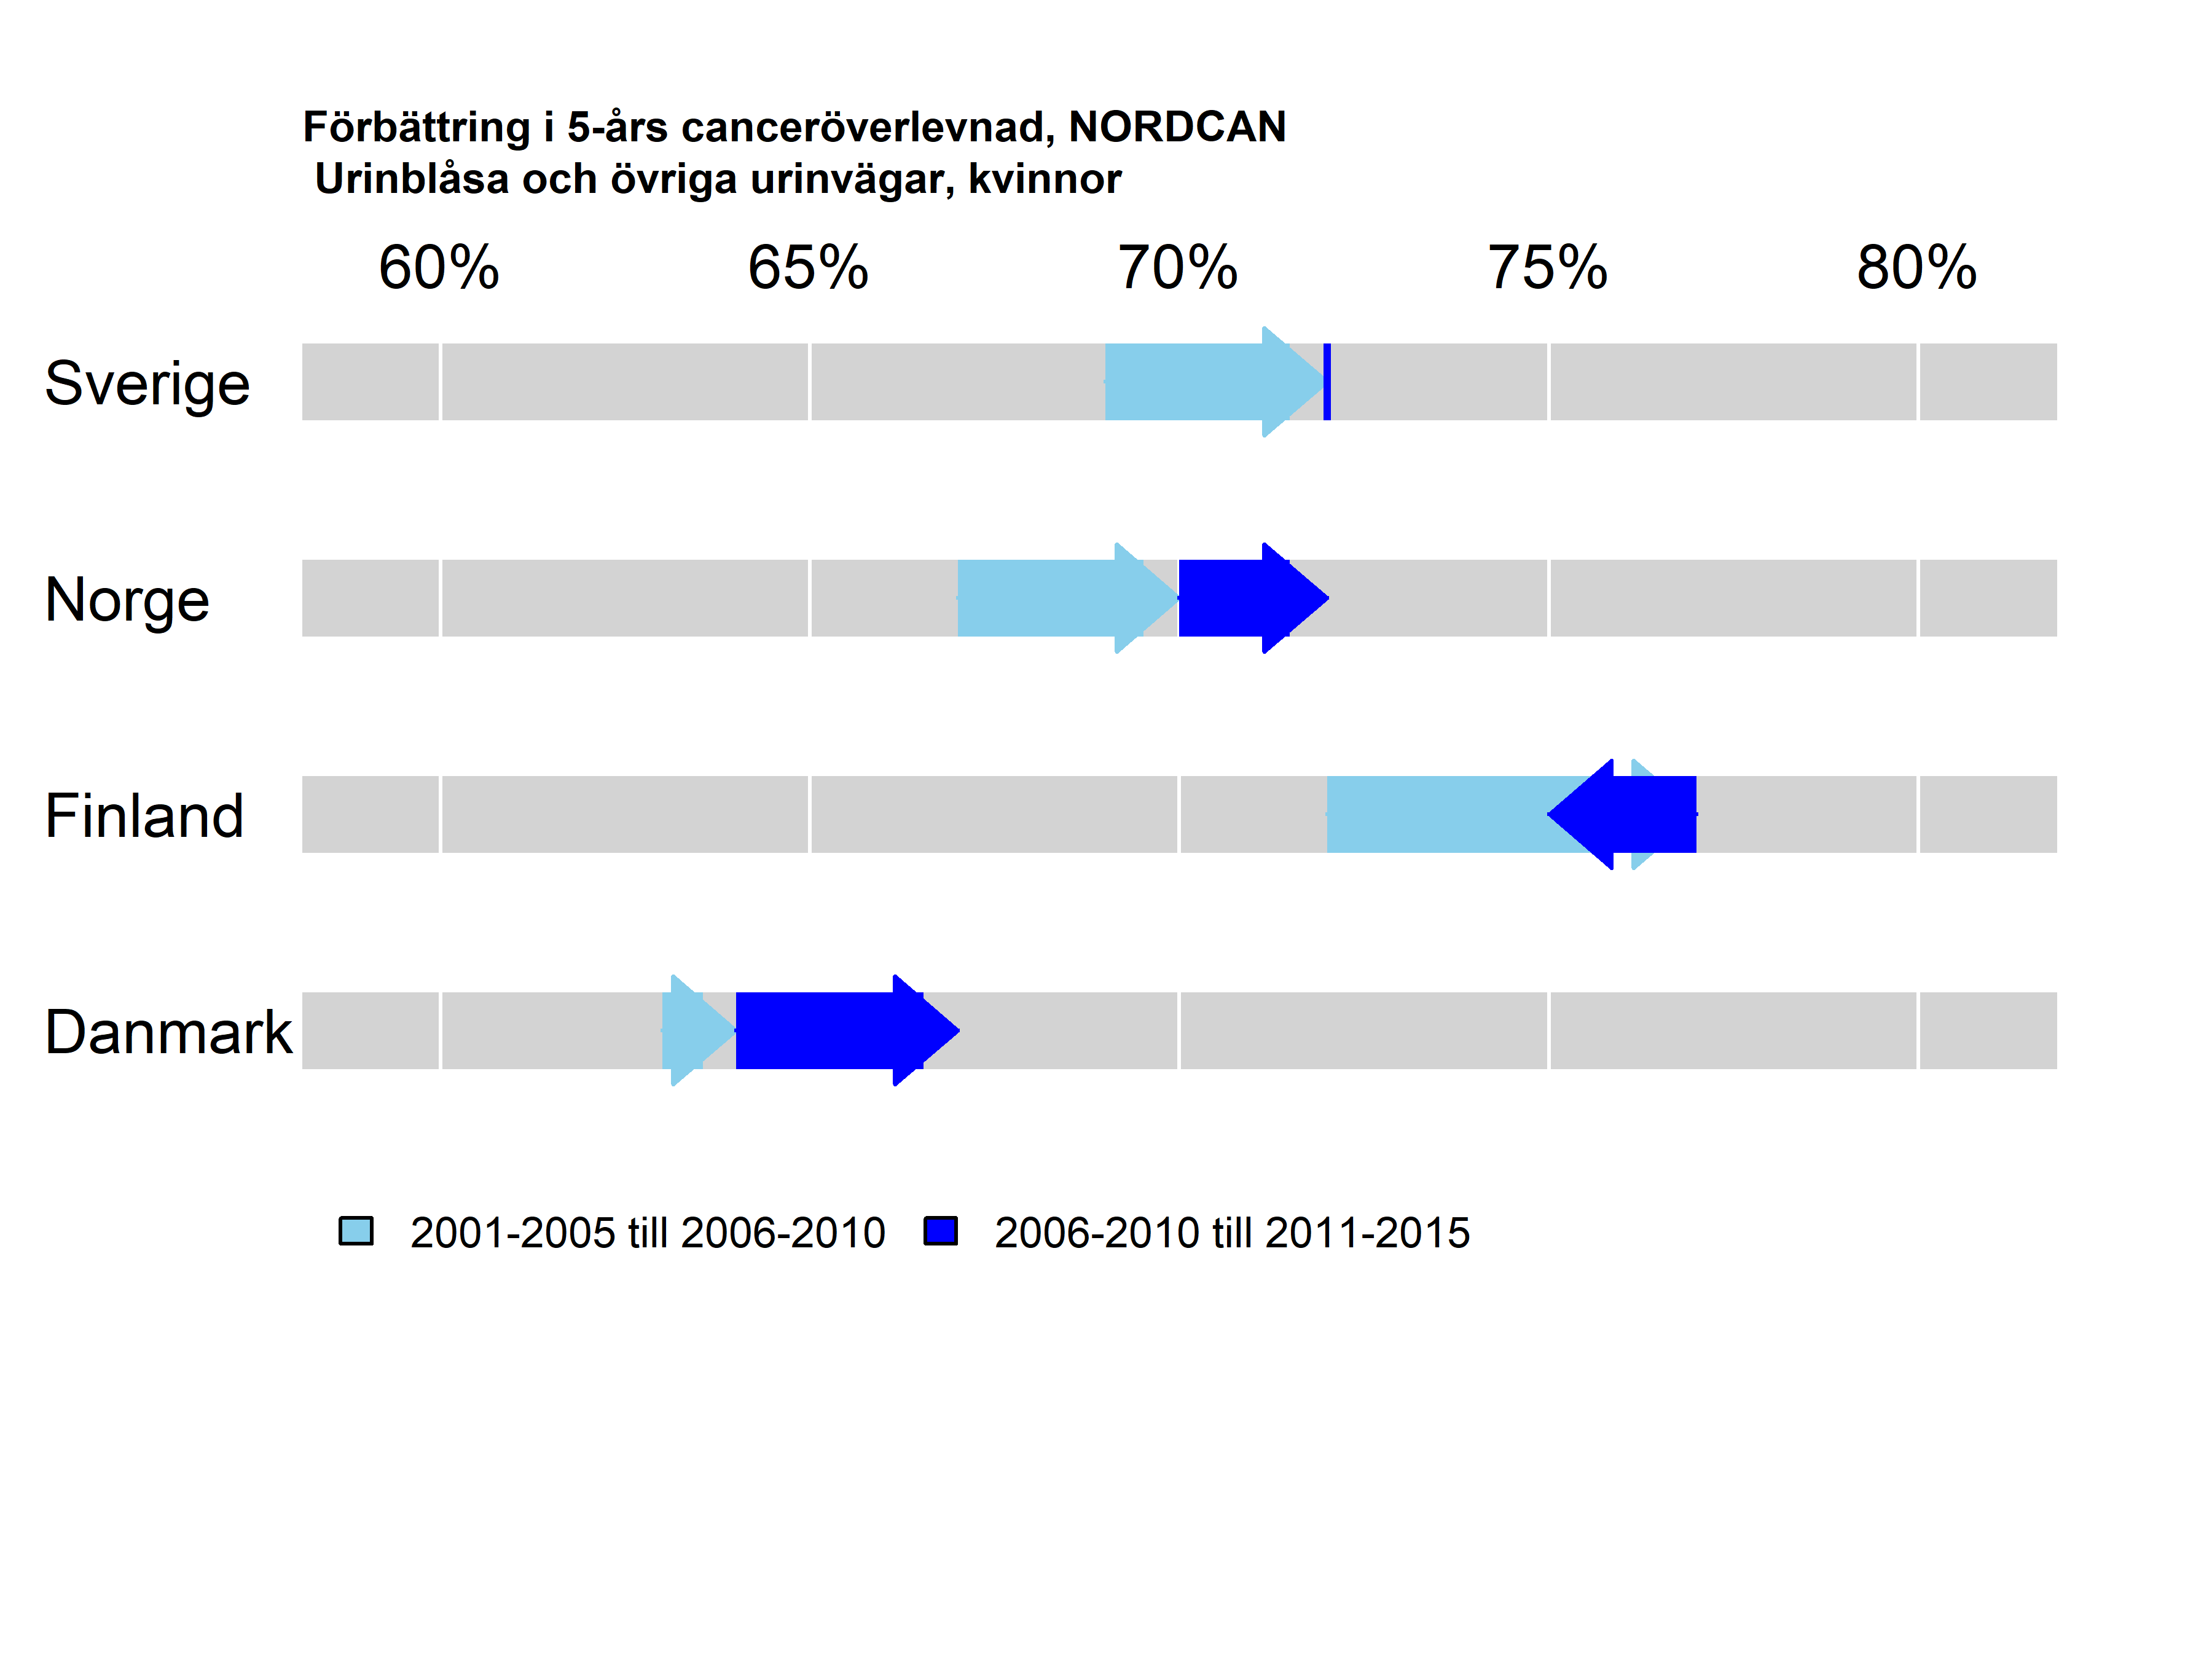 Förbättring i 5-års canceröverlevnad, NORDCAN
Urinblåsa och övriga urinvägar, kvinnor
60% 65% 70% 75% 80%
Sverige
Norge
Finland
Danmark
2001-2005 till 2006-2010 2006-2010 till 2011-2015